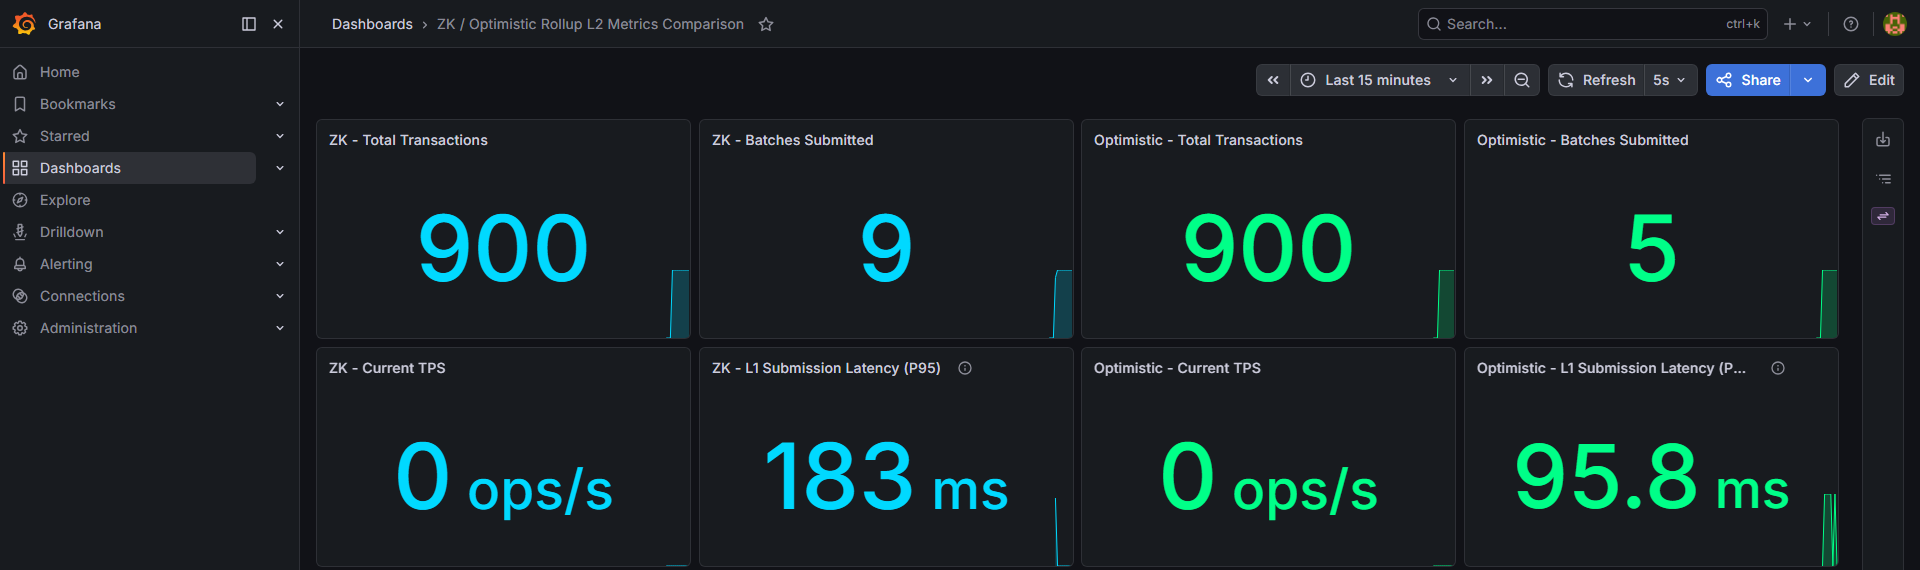 Grafana
Dashboards › ZK / Optimistic Rollup L2 Metrics Comparison
Search... ctrl+k
Home
Bookmarks
Starred
Dashboards
Explore
Drilldown
Alerting
Connections
Administration
Last 15 minutes
Refresh 5s
Share
Edit
ZK - Total Transactions
900
ZK - Batches Submitted
9
Optimistic - Total Transactions
900
Optimistic - Batches Submitted
5
ZK - Current TPS
0 ops/s
ZK - L1 Submission Latency (P95)
183 ms
Optimistic - Current TPS
0 ops/s
Optimistic - L1 Submission Latency (P...
95.8 ms